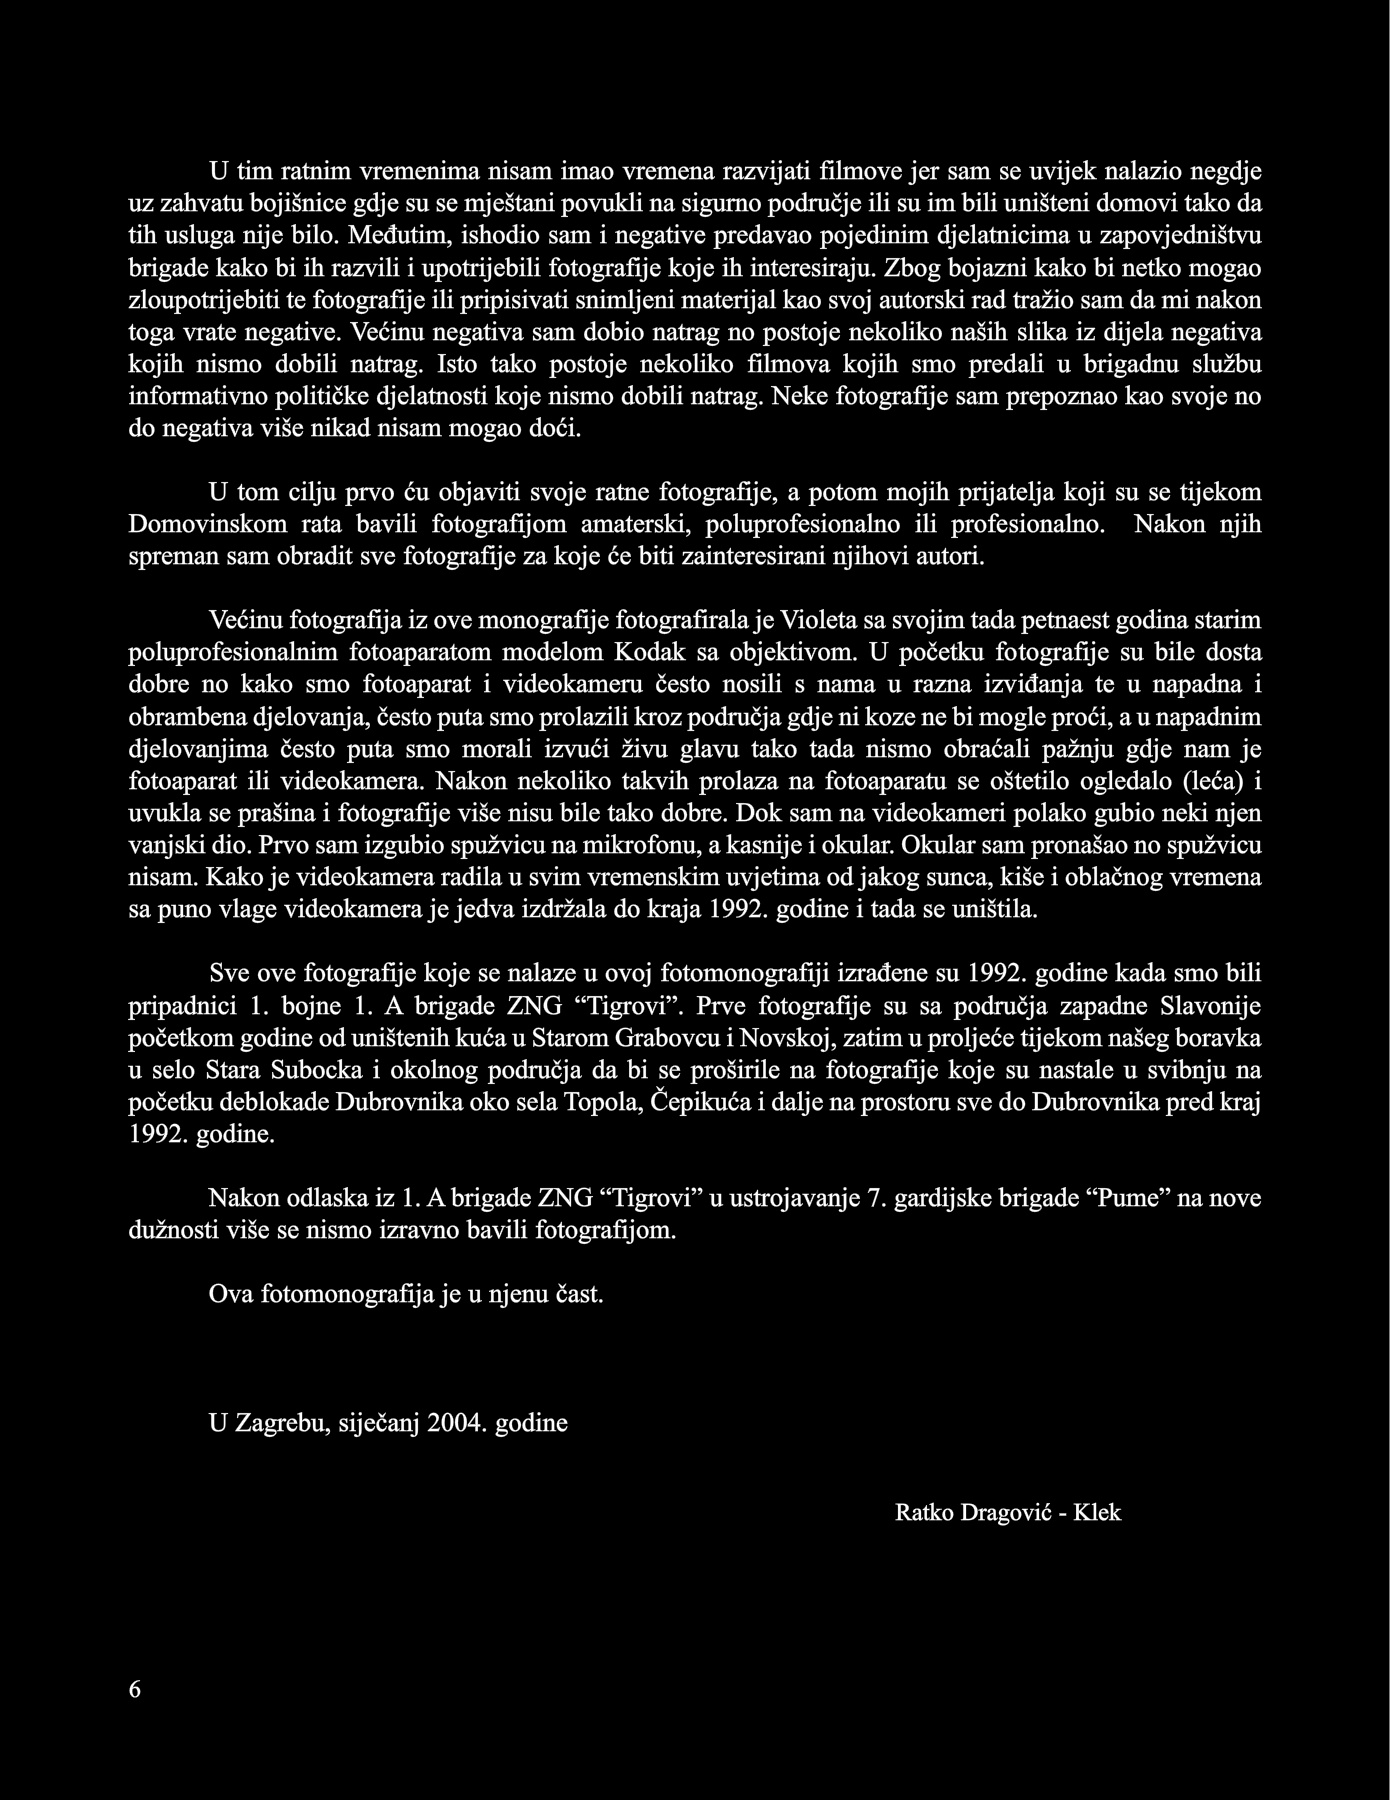 U tim ratnim vremenima nisam imao vremena razvijati filmove jer sam se uvijek nalazio negdje
uz zahvatu bojišnice gdje su se mještani povukli na sigurno područje ili su im bili uništeni domovi tako da
tih usluga nije bilo. Međutim, ishodio sam i negative predavao pojedinim djelatnicima u zapovjedništvu
brigade kako bi ih razvili i upotrijebili fotografije koje ih interesiraju. Zbog bojazni kako bi netko mogao
zloupotrijebiti te fotografije ili pripisivati snimljeni materijal kao svoj autorski rad tražio sam da mi nakon
toga vrate negative. Većinu negativa sam dobio natrag no postoje nekoliko naših slika iz dijela negativa
kojih nismo dobili natrag. Isto tako postoje nekoliko filmova kojih smo predali u brigadnu službu
informativno političke djelatnosti koje nismo dobili natrag. Neke fotografije sam prepoznao kao svoje no
do negativa više nikad nisam mogao doći.
U tom cilju prvo ću objaviti svoje ratne fotografije, a potom mojih prijatelja koji su se tijekom
Domovinskom rata bavili fotografijom amaterski, poluprofesionalno ili profesionalno. Nakon njih
spreman sam obradit sve fotografije za koje će biti zainteresirani njihovi autori.
Većinu fotografija iz ove monografije fotografirala je Violeta sa svojim tada petnaest godina starim
poluprofesionalnim fotoaparatom modelom Kodak sa objektivom. U početku fotografije su bile dosta
dobre no kako smo fotoaparat i videokameru često nosili s nama u razna izviđanja te u napadna i
obrambena djelovanja, često puta smo prolazili kroz područja gdje ni koze ne bi mogle proći, a u napadnim
djelovanjima često puta smo morali izvući živu glavu tako tada nismo obraćali pažnju gdje nam je
fotoaparat ili videokamera. Nakon nekoliko takvih prolaza na fotoaparatu se oštetilo ogledalo (leća) i
uvukla se prašina i fotografije više nisu bile tako dobre. Dok sam na videokameri polako gubio neki njen
vanjski dio. Prvo sam izgubio spužvicu na mikrofonu, a kasnije i okular. Okular sam pronašao no spužvicu
nisam. Kako je videokamera radila u svim vremenskim uvjetima od jakog sunca, kiše i oblačnog vremena
sa puno vlage videokamera je jedva izdržala do kraja 1992. godine i tada se uništila.
Sve ove fotografije koje se nalaze u ovoj fotomonografiji izrađene su 1992. godine kada smo bili
pripadnici 1. bojne 1. A brigade ZNG “Tigrovi”. Prve fotografije su sa područja zapadne Slavonije
početkom godine od uništenih kuća u Starom Grabovcu i Novskoj, zatim u proljeće tijekom našeg boravka
u selo Stara Subocka i okolnog područja da bi se proširile na fotografije koje su nastale u svibnju na
početku deblokade Dubrovnika oko sela Topola, Čepikuća i dalje na prostoru sve do Dubrovnika pred kraj
1992. godine.
Nakon odlaska iz 1. A brigade ZNG “Tigrovi” u ustrojavanje 7. gardijske brigade “Pume” na nove
dužnosti više se nismo izravno bavili fotografijom.
Ova fotomonografija je u njenu čast.
U Zagrebu, siječanj 2004. godine
Ratko Dragović - Klek
6